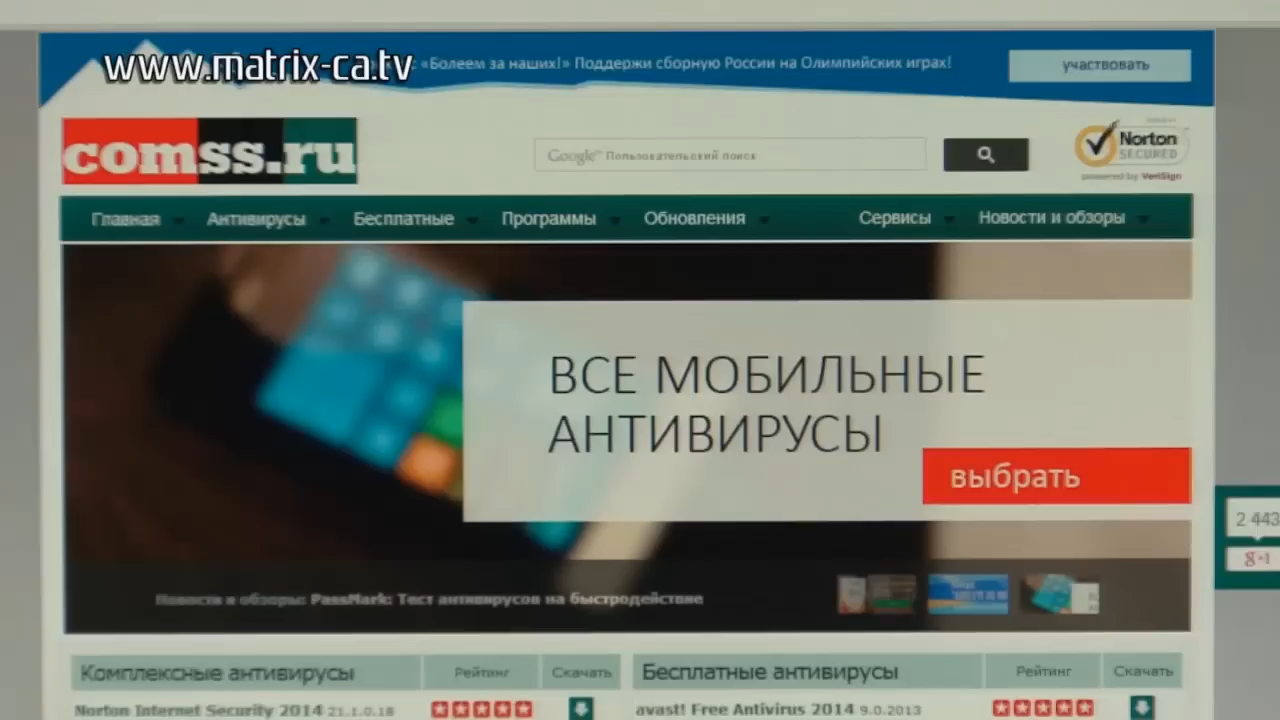 www.matrix-ca.tv
«Болеем за наших!» Поддержи сборную России на Олимпийских играх!
участвовать
comss.ru
Google™ Пользовательский поиск
Norton
SECURED
powered by VeriSign
Главная Антивирусы Бесплатные Программы Обновления Сервисы Новости и обзоры
ВСЕ МОБИЛЬНЫЕ
АНТИВИРУСЫ
выбрать
2 443
g+1
Новости и обзоры: PassMark: Тест антивирусов на быстродействие
Комплексные антивирусы Рейтинг Скачать
Бесплатные антивирусы Рейтинг Скачать
Norton Internet Security 2014 21.1.0.18
avast! Free Antivirus 2014 9.0.2013